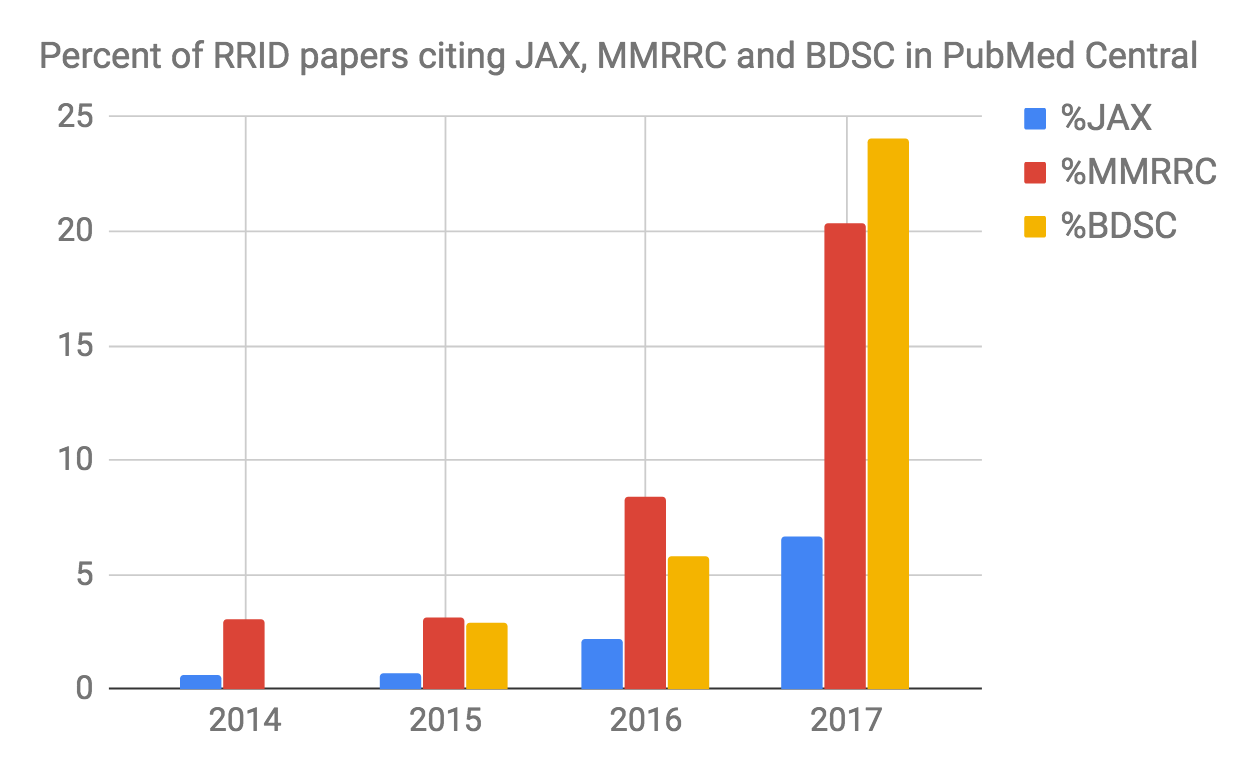 Percent of RRID papers citing JAX, MMRRC and BDSC in PubMed Central
25
20
15
10
5
0
2014 2015 2016 2017
%JAX
%MMRRC
%BDSC